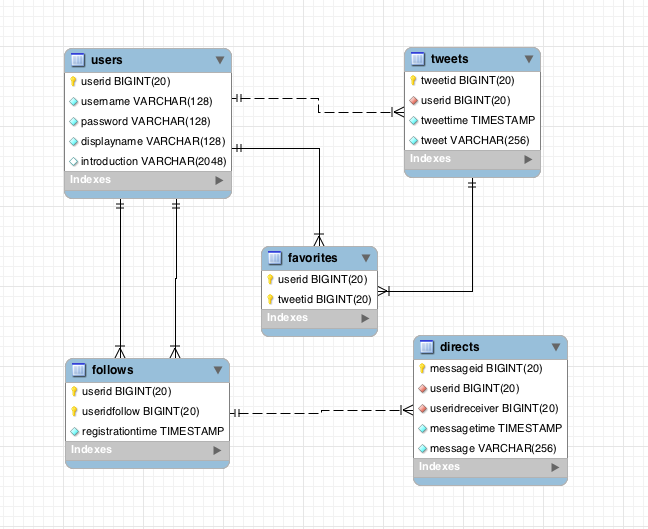 users
userid BIGINT(20)
username VARCHAR(128)
password VARCHAR(128)
displayname VARCHAR(128)
introduction VARCHAR(2048)
Indexes
tweets
tweetid BIGINT(20)
userid BIGINT(20)
tweettime TIMESTAMP
tweet VARCHAR(256)
Indexes
favorites
userid BIGINT(20)
tweetid BIGINT(20)
Indexes
follows
userid BIGINT(20)
useridfollow BIGINT(20)
registrationtime TIMESTAMP
Indexes
directs
messageid BIGINT(20)
userid BIGINT(20)
useridreceiver BIGINT(20)
messagetime TIMESTAMP
message VARCHAR(256)
Indexes